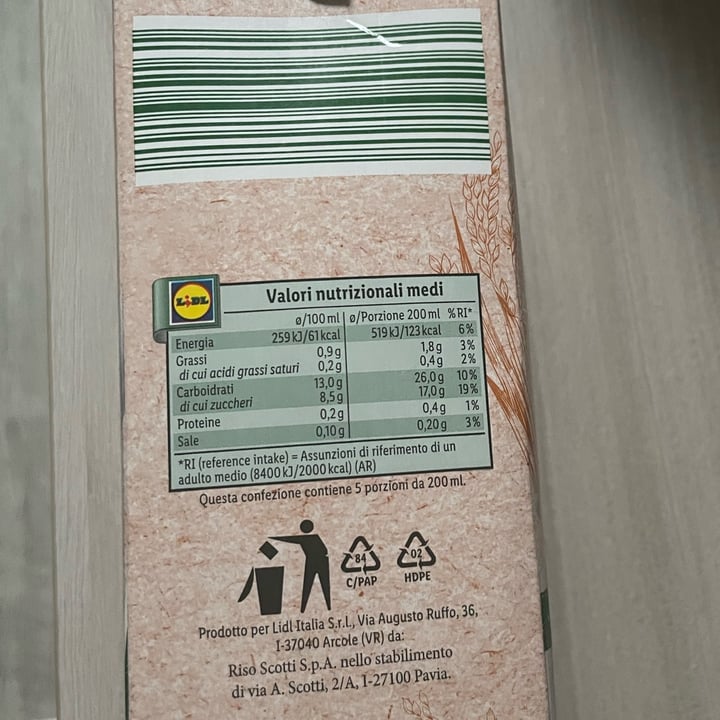 LIDL
Valori nutrizionali medi
ø/100 ml ø/Porzione 200 ml %RI*
Energia 259 kJ/61 kcal 519 kJ/123 kcal 6%
Grassi 0,9 g 1,8 g 3%
di cui acidi grassi saturi 0,2 g 0,4 g 2%
Carboidrati 13,0 g 26,0 g 10%
di cui zuccheri 8,5 g 17,0 g 19%
Proteine 0,2 g 0,4 g 1%
Sale 0,10 g 0,20 g 3%
*RI (reference intake) = Assunzioni di riferimento di un
adulto medio (8400 kJ/2000 kcal) (AR)
Questa confezione contiene 5 porzioni da 200 ml.
84 02
C/PAP HDPE
Prodotto per Lidl Italia S.r.l., Via Augusto Ruffo, 36,
I-37040 Arcole (VR) da:
Riso Scotti S.p.A. nello stabilimento
di via A. Scotti, 2/A, I-27100 Pavia.